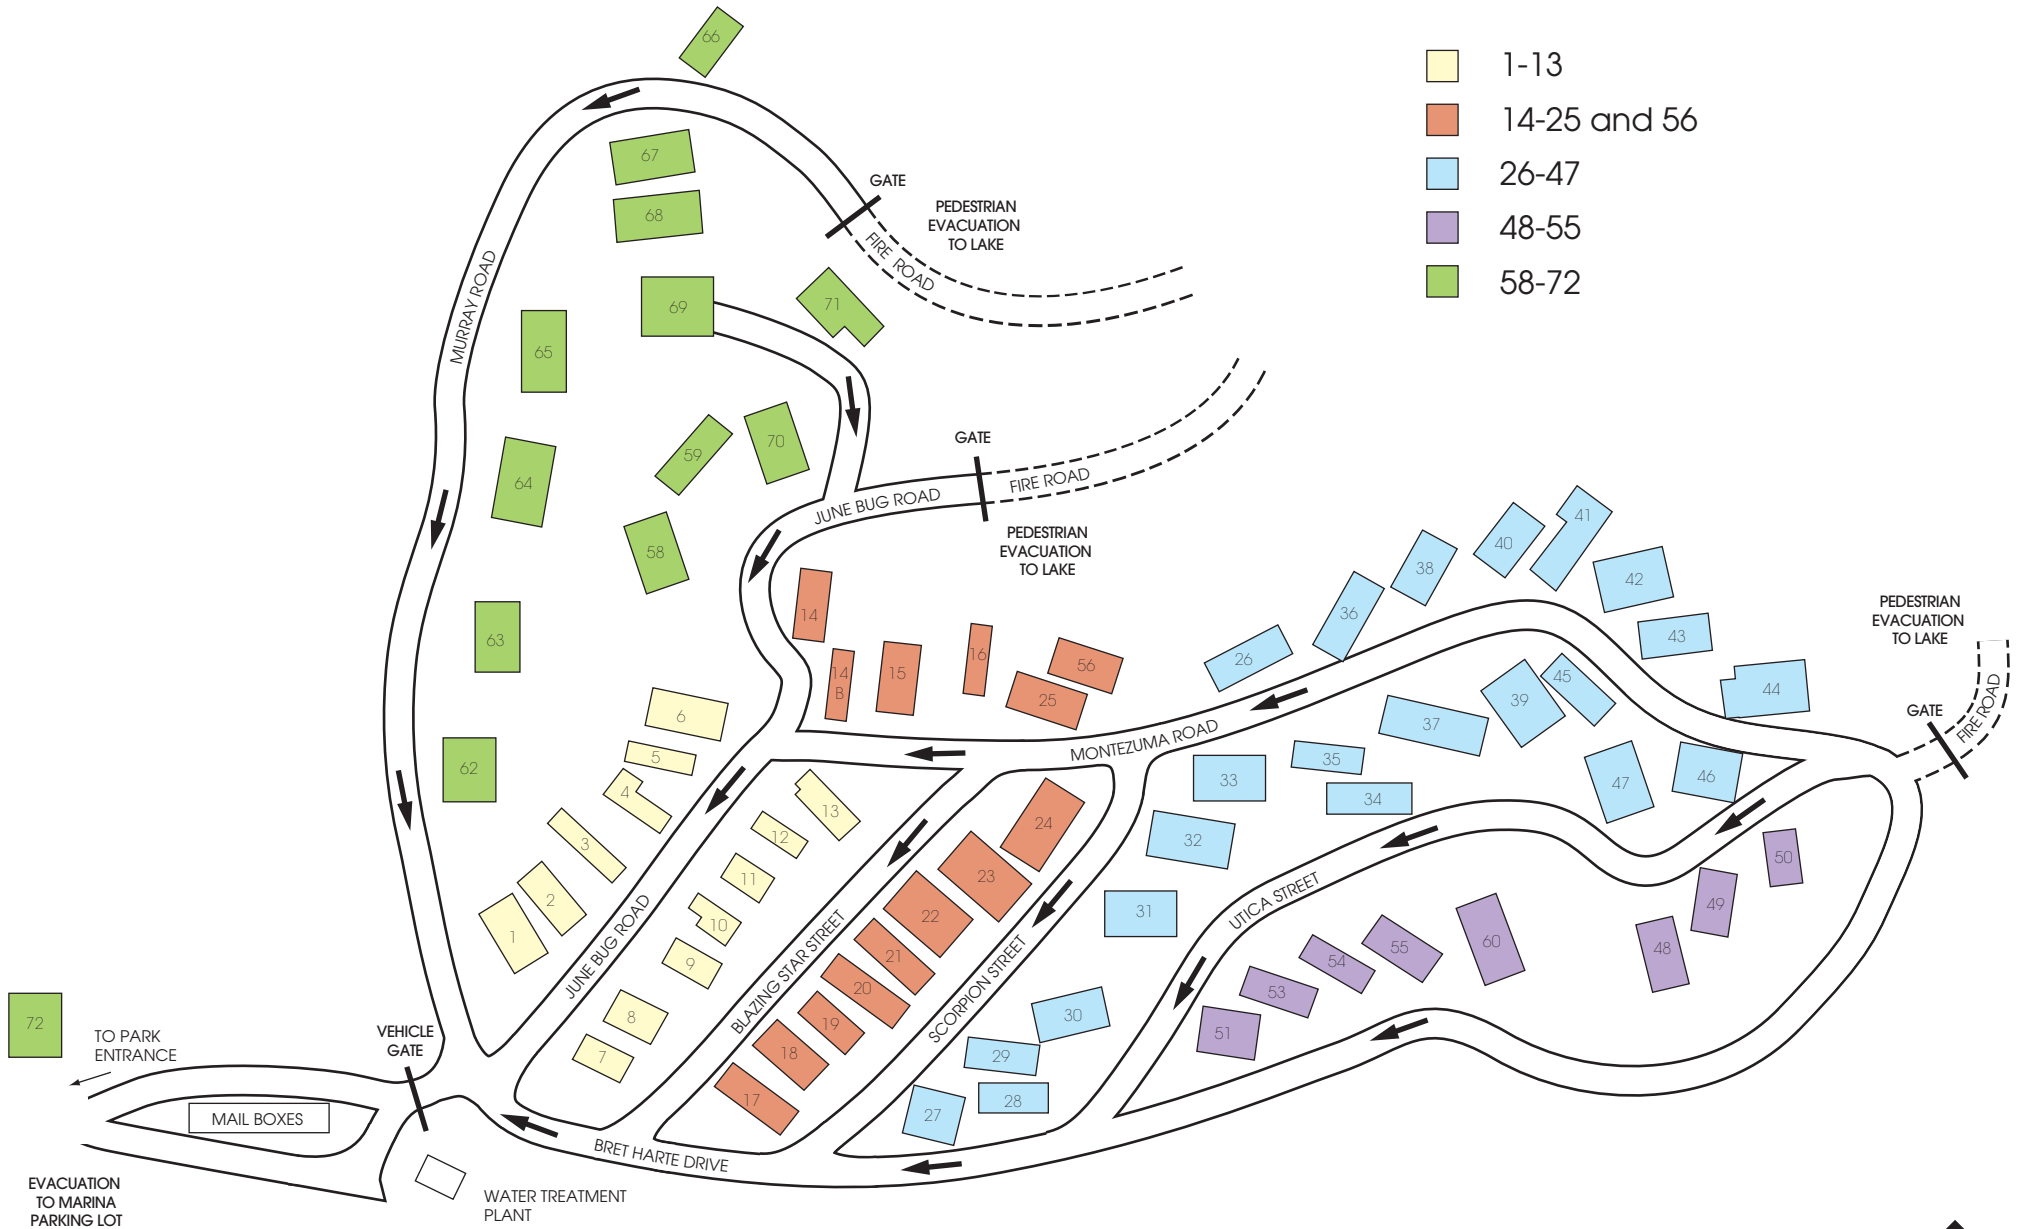 66
1-13
14-25 and 56
26-47
48-55
58-72
67
68
GATE
PEDESTRIAN
EVACUATION
TO LAKE
FIRE ROAD
MURRAY ROAD
69
71
65
64
59
70
58
GATE
JUNE BUG ROAD
FIRE ROAD
PEDESTRIAN
EVACUATION
TO LAKE
63
62
14
14
B
15
16
56
25
26
36
38
40
41
42
43
44
PEDESTRIAN
EVACUATION
TO LAKE
GATE
FIRE ROAD
MONTEZUMA ROAD
6
5
4
3
2
1
13
12
11
10
9
8
7
JUNE BUG ROAD
BLAZING STAR STREET
24
23
22
21
20
19
18
17
SCORPION STREET
33
35
34
37
39
45
47
46
32
31
30
29
28
27
UTICA STREET
50
49
48
60
55
54
53
51
72
TO PARK
ENTRANCE
VEHICLE
GATE
MAIL BOXES
BRET HARTE DRIVE
WATER TREATMENT
PLANT
EVACUATION
TO MARINA
PARKING LOT